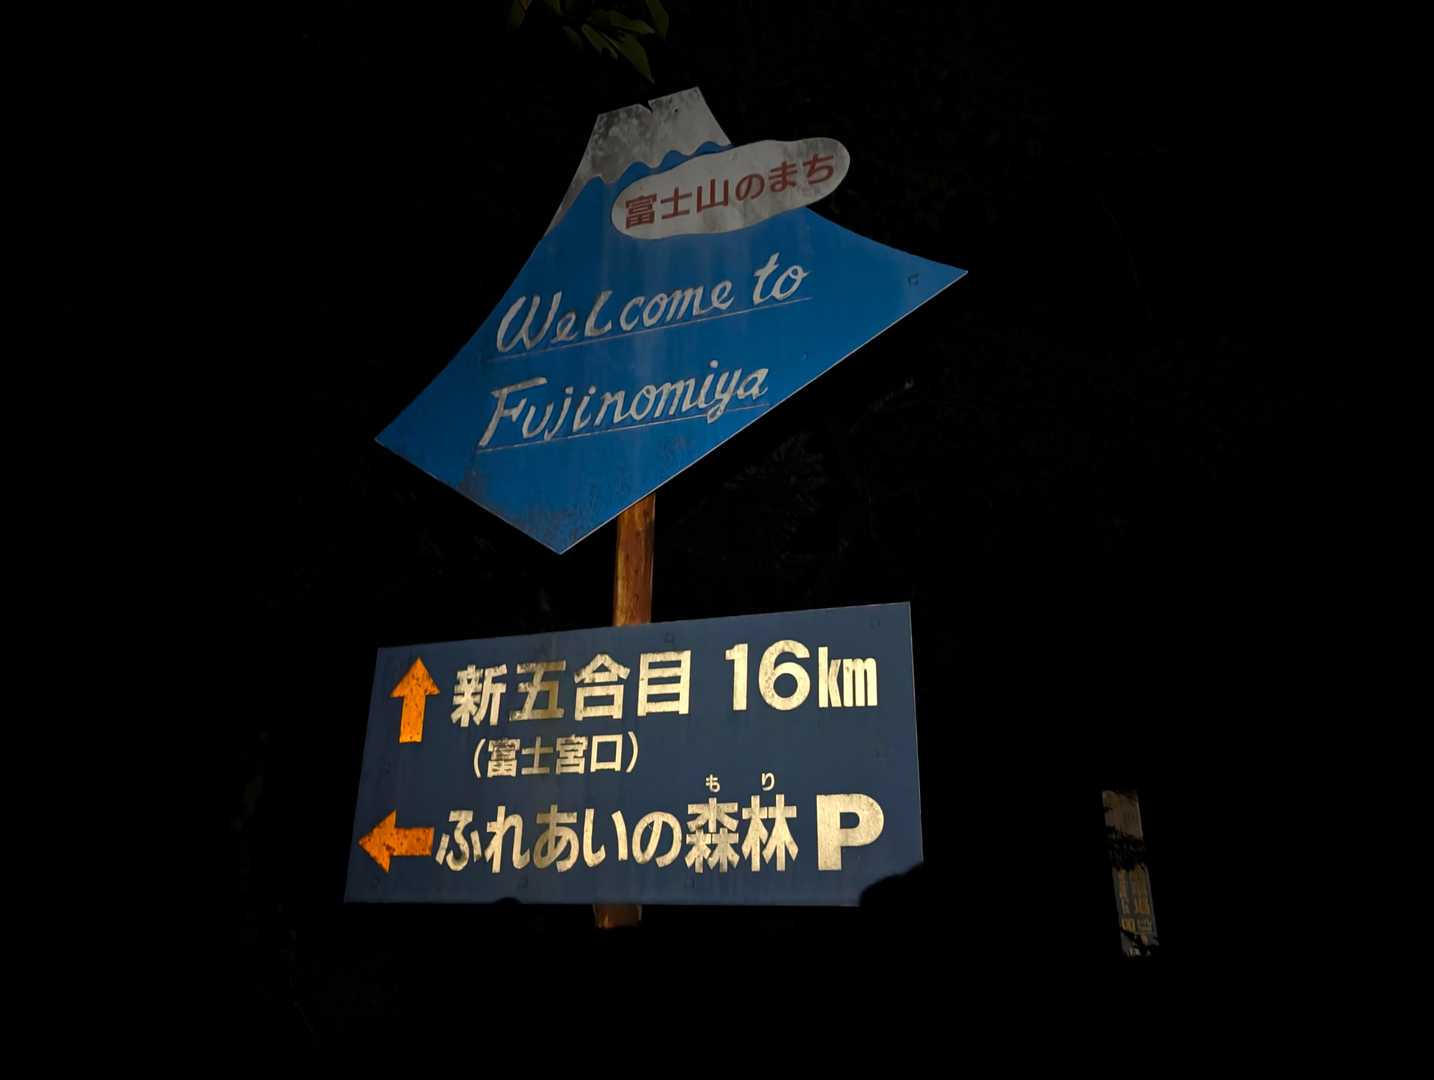 富士山のまち
Welcome to
Fujinomiya
新五合目 16km
(富士宮口)
もり
ふれあいの森林 P